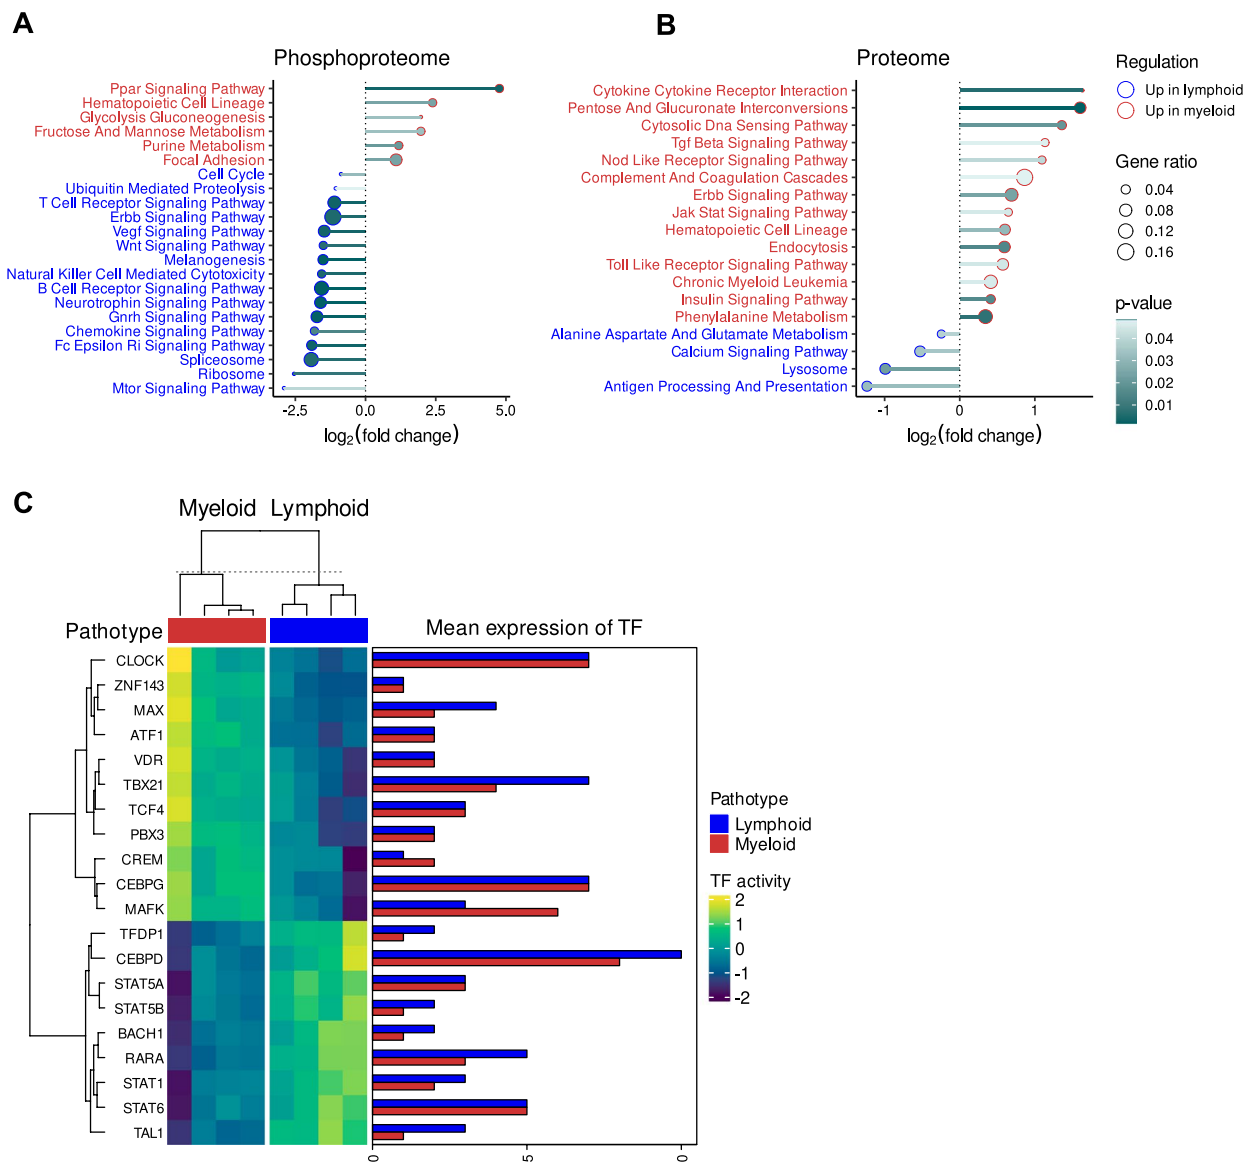 A
Phosphoproteome
Ppar Signaling Pathway
Hematopoietic Cell Lineage
Glycolysis Gluconeogenesis
Fructose And Mannose Metabolism
Purine Metabolism
Focal Adhesion
Cell Cycle
Ubiquitin Mediated Proteolysis
T Cell Receptor Signaling Pathway
Erbb Signaling Pathway
Vegf Signaling Pathway
Wnt Signaling Pathway
Melanogenesis
Natural Killer Cell Mediated Cytotoxicity
B Cell Receptor Signaling Pathway
Neurotrophin Signaling Pathway
Gnrh Signaling Pathway
Chemokine Signaling Pathway
Fc Epsilon Ri Signaling Pathway
Spliceosome
Ribosome
Mtor Signaling Pathway
-2.5 0.0 2.5 5.0
log2(fold change)
B
Proteome
Cytokine Cytokine Receptor Interaction
Pentose And Glucuronate Interconversions
Cytosolic Dna Sensing Pathway
Tgf Beta Signaling Pathway
Nod Like Receptor Signaling Pathway
Complement And Coagulation Cascades
Erbb Signaling Pathway
Jak Stat Signaling Pathway
Hematopoietic Cell Lineage
Endocytosis
Toll Like Receptor Signaling Pathway
Chronic Myeloid Leukemia
Insulin Signaling Pathway
Phenylalanine Metabolism
Alanine Aspartate And Glutamate Metabolism
Calcium Signaling Pathway
Lysosome
Antigen Processing And Presentation
-1 0 1
log2(fold change)
Regulation
Up in lymphoid
Up in myeloid
Gene ratio
0.04
0.08
0.12
0.16
p-value
0.04
0.03
0.02
0.01
C
Myeloid Lymphoid
Pathotype
Mean expression of TF
CLOCK
ZNF143
MAX
ATF1
VDR
TBX21
TCF4
PBX3
CREM
CEBPG
MAFK
TFDP1
CEBPD
STAT5A
STAT5B
BACH1
RARA
STAT1
STAT6
TAL1
0 5 0
Pathotype
Lymphoid
Myeloid
TF activity
2
1
0
-1
-2